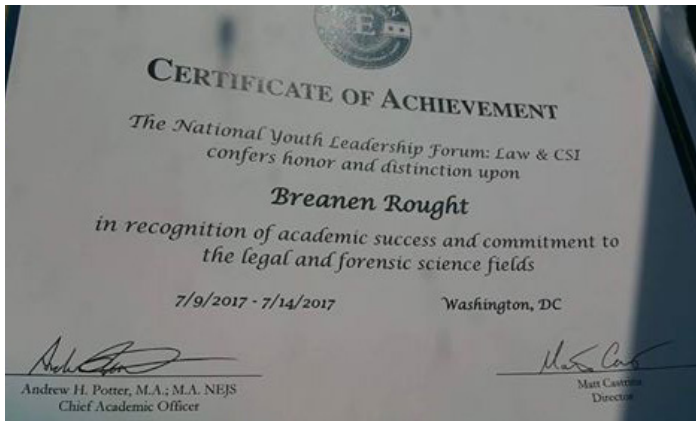 E
CERTIFICATE OF ACHIEVEMENT
The National Youth Leadership Forum: Law & CSI
confers honor and distinction upon
Breanen Rought
in recognition of academic success and commitment to
the legal and forensic science fields
7/9/2017 - 7/14/2017 Washington, DC
Andrew H. Potter, M.A.; M.A. NEJS
Chief Academic Officer
Matt Castrina
Director